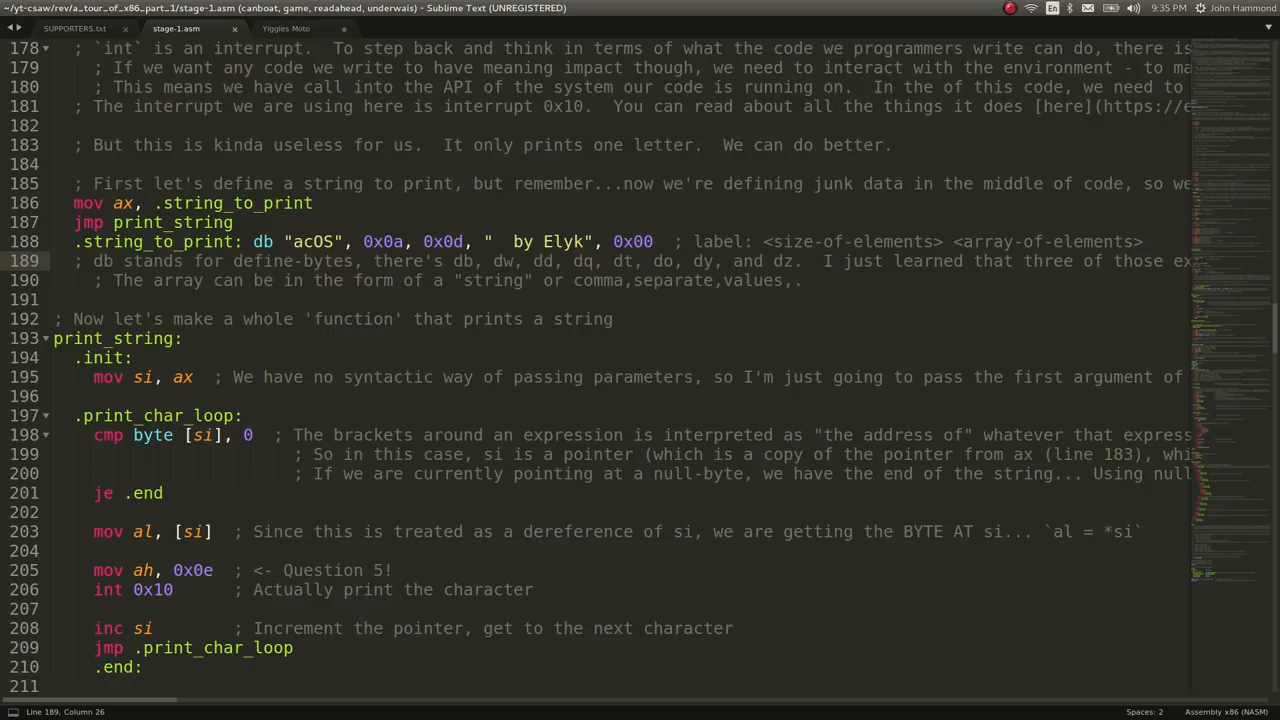 ~/yt-csaw/rev/a_tour_of_x86_part_1/stage-1.asm (canboat, game, readahead, underwais) - Sublime Text (UNREGISTERED)
En
9:35 PM
John Hammond
SUPPORTERS.txt
stage-1.asm
Yiggles Moto
178 ; `int` is an interrupt.  To step back and think in terms of what the code we programmers write can do, there is
179 ; If we want any code we write to have meaning impact though, we need to interact with the environment - to ma
180 ; This means we have call into the API of the system our code is running on.  In the of this code, we need to
181 ; The interrupt we are using here is interrupt 0x10.  You can read about all the things it does [here](https://e
182
183 ; But this is kinda useless for us.  It only prints one letter.  We can do better.
184
185 ; First let's define a string to print, but remember...now we're defining junk data in the middle of code, so we
186 mov ax, .string_to_print
187 jmp print_string
188 .string_to_print: db "acOS", 0x0a, 0x0d, "  by Elyk", 0x00  ; label: <size-of-elements> <array-of-elements>
189 ; db stands for define-bytes, there's db, dw, dd, dq, dt, do, dy, and dz.  I just learned that three of those ex
190 ; The array can be in the form of a "string" or comma,separate,values,.
191
192 ; Now let's make a whole 'function' that prints a string
193 print_string:
194 .init:
195 mov si, ax  ; We have no syntactic way of passing parameters, so I'm just going to pass the first argument of
196
197 .print_char_loop:
198 cmp byte [si], 0  ; The brackets around an expression is interpreted as "the address of" whatever that express
199 ; So in this case, si is a pointer (which is a copy of the pointer from ax (line 183), whi
200 ; If we are currently pointing at a null-byte, we have the end of the string... Using null
201 je .end
202
203 mov al, [si]  ; Since this is treated as a dereference of si, we are getting the BYTE AT si... `al = *si`
204
205 mov ah, 0x0e  ; <- Question 5!
206 int 0x10      ; Actually print the character
207
208 inc si        ; Increment the pointer, get to the next character
209 jmp .print_char_loop
210 .end:
211
Line 189, Column 26
Spaces: 2
Assembly x86 (NASM)